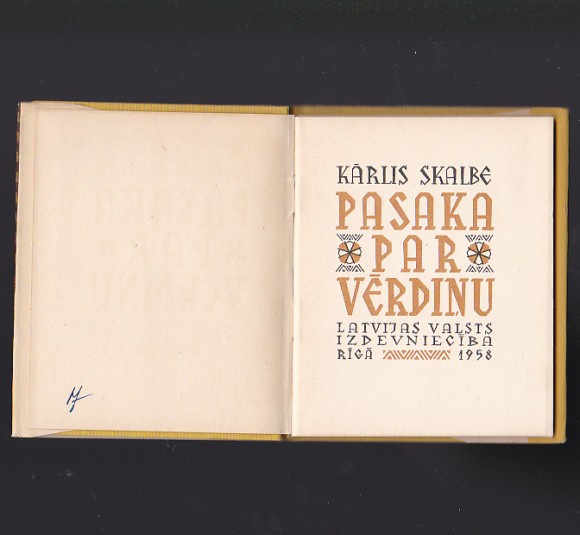 KĀRLIS SKALBE
PASAKA
PAR
VĒRDIŅU
LATVIJAS VALSTS
IZDEVNIECĪBA
RĪGĀ 1958